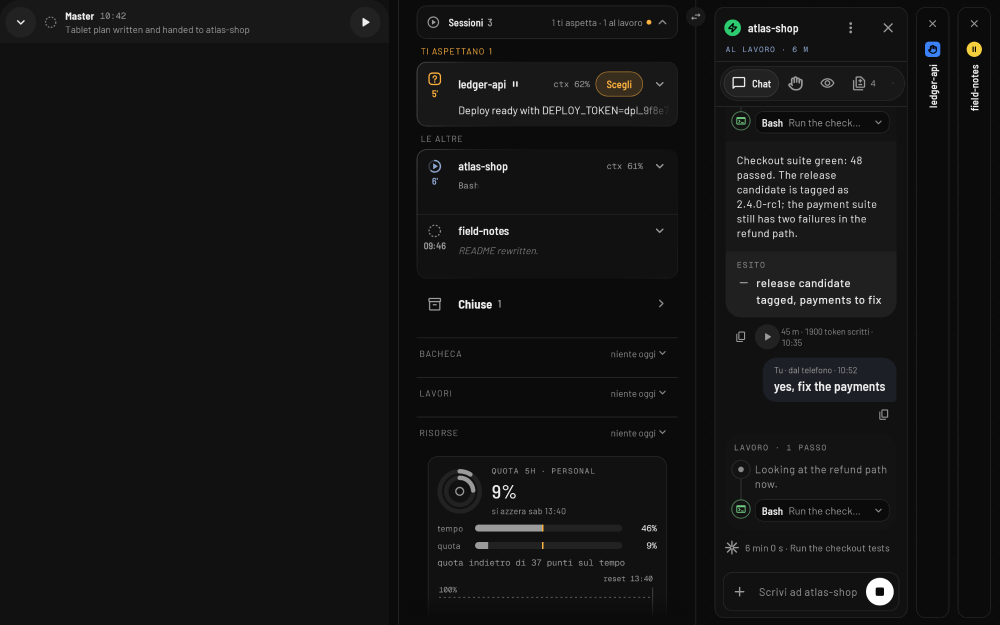 Master 10:42
Tablet plan written and handed to atlas-shop
Sessioni 3
1 ti aspetta · 1 al lavoro
TI ASPETTANO 1
5'
ledger-api
ctx 62%
Scegli
Deploy ready with DEPLOY_TOKEN=dpl_9f8e7
LE ALTRE
6'
atlas-shop
ctx 61%
Bash
09:46
field-notes
README rewritten.
Chiuse 1
BACHECA
niente oggi
LAVORI
niente oggi
RISORSE
niente oggi
QUOTA 5H · PERSONAL
9%
si azzera sab 13:40
tempo
46%
quota
9%
quota indietro di 37 punti sul tempo
reset 13:40
100%
atlas-shop
AL LAVORO · 6 M
Chat
4
Bash Run the check...
Checkout suite green: 48
passed. The release
candidate is tagged as
2.4.0-rc1; the payment suite
still has two failures in the
refund path.
ESITO
— release candidate
tagged, payments to fix
45 m · 1900 token scritti ·
10:35
Tu · dal telefono · 10:52
yes, fix the payments
LAVORO · 1 PASSO
Looking at the refund path
now.
Bash Run the check...
6 min 0 s · Run the checkout tests
Scrivi ad atlas-shop
ledger-api
field-notes